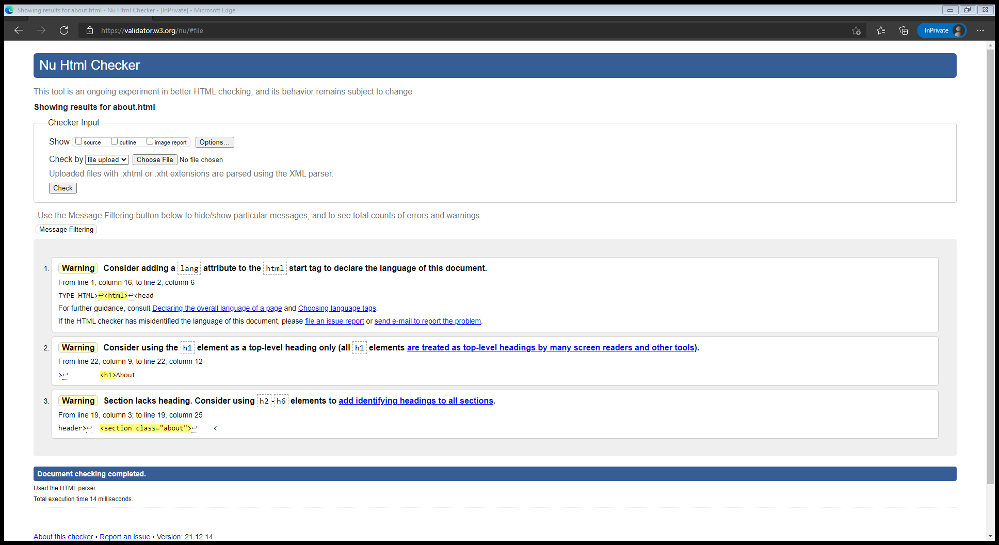 Showing results for about.html - Nu Html Checker - [InPrivate] - Microsoft Edge
https://validator.w3.org/nu/#file
InPrivate
Nu Html Checker
This tool is an ongoing experiment in better HTML checking, and its behavior remains subject to change
Showing results for about.html
Checker Input
Show source outline image report Options...
Check by file upload Choose File No file chosen
Uploaded files with .xhtml or .xht extensions are parsed using the XML parser.
Check
Use the Message Filtering button below to hide/show particular messages, and to see total counts of errors and warnings.
Message Filtering
1. Warning Consider adding a lang attribute to the html start tag to declare the language of this document.
From line 1, column 16; to line 2, column 6
TYPE HTML>↩<html>↩<head
For further guidance, consult Declaring the overall language of a page and Choosing language tags.
If the HTML checker has misidentified the language of this document, please file an issue report or send e-mail to report the problem.
2. Warning Consider using the h1 element as a top-level heading only (all h1 elements are treated as top-level headings by many screen readers and other tools).
From line 22, column 9; to line 22, column 12
>↩ <h1>About
3. Warning Section lacks heading. Consider using h2-h6 elements to add identifying headings to all sections.
From line 19, column 3; to line 19, column 25
header>↩ <section class="about">↩ <
Document checking completed.
Used the HTML parser.
Total execution time 14 milliseconds.
About this checker • Report an issue • Version: 21.12.14